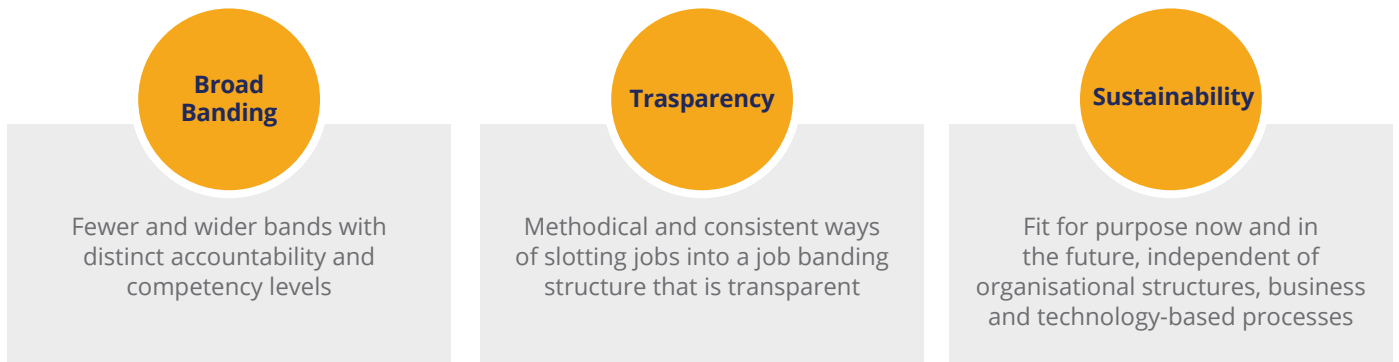 Broad
Banding
Fewer and wider bands with
distinct accountability and
competency levels
Trasparency
Methodical and consistent ways
of slotting jobs into a job banding
structure that is transparent
Sustainability
Fit for purpose now and in
the future, independent of
organisational structures, business
and technology-based processes